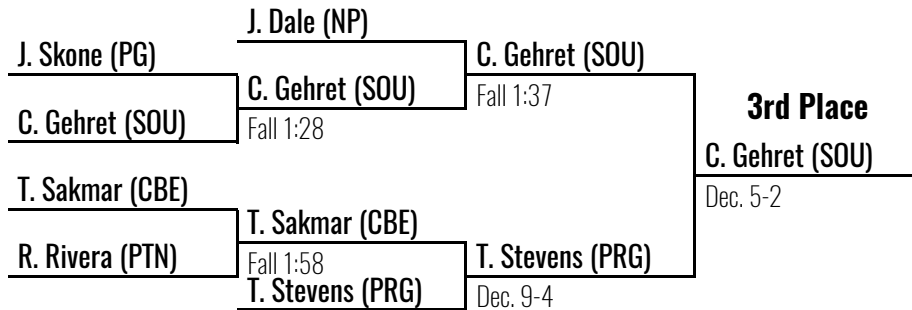 J. Dale (NP)
J. Skone (PG)
C. Gehret (SOU)
C. Gehret (SOU)
Fall 1:37
3rd Place
C. Gehret (SOU)
Fall 1:28
C. Gehret (SOU)
Dec. 5-2
T. Sakmar (CBE)
T. Sakmar (CBE)
R. Rivera (PTN)
Fall 1:58
T. Stevens (PRG)
T. Stevens (PRG)
Dec. 9-4